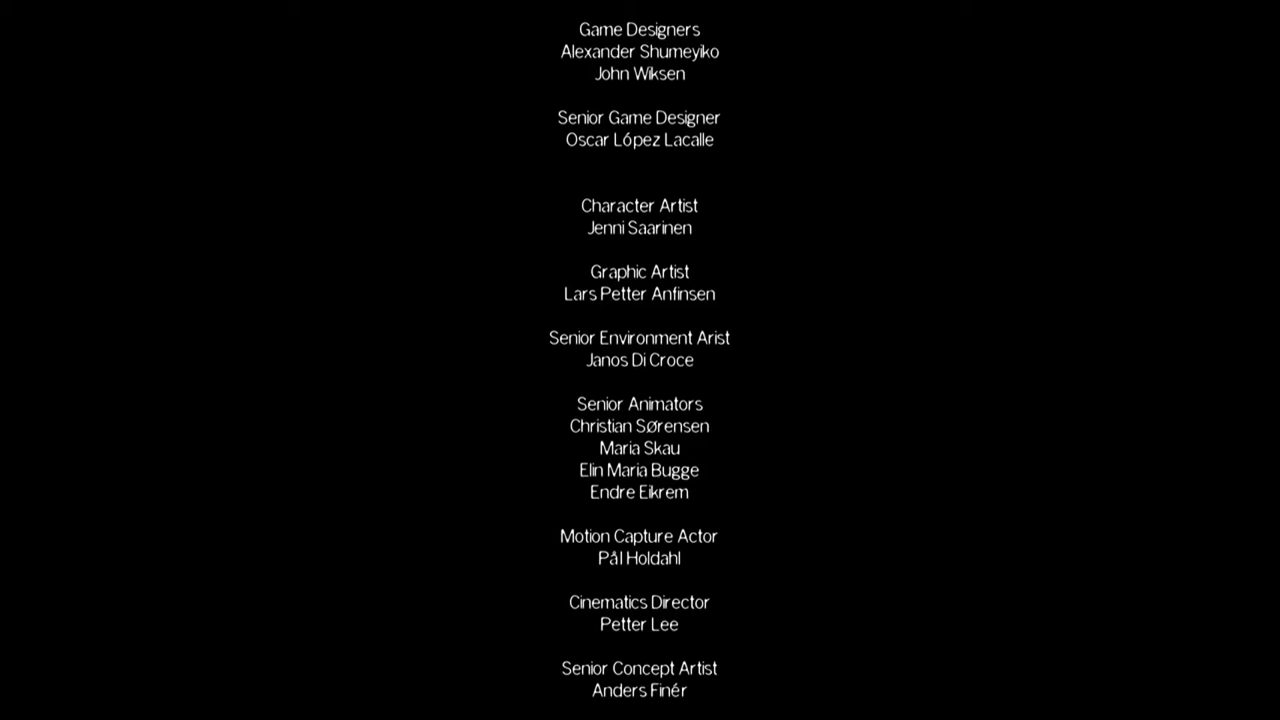 Game Designers
Alexander Shumeyiko
John Wiksen
Senior Game Designer
Oscar López Lacalle
Character Artist
Jenni Saarinen
Graphic Artist
Lars Petter Anfinsen
Senior Environment Arist
Janos Di Croce
Senior Animators
Christian Sørensen
Maria Skau
Elin Maria Bugge
Endre Eikrem
Motion Capture Actor
Pål Holdahl
Cinematics Director
Petter Lee
Senior Concept Artist
Anders Finér